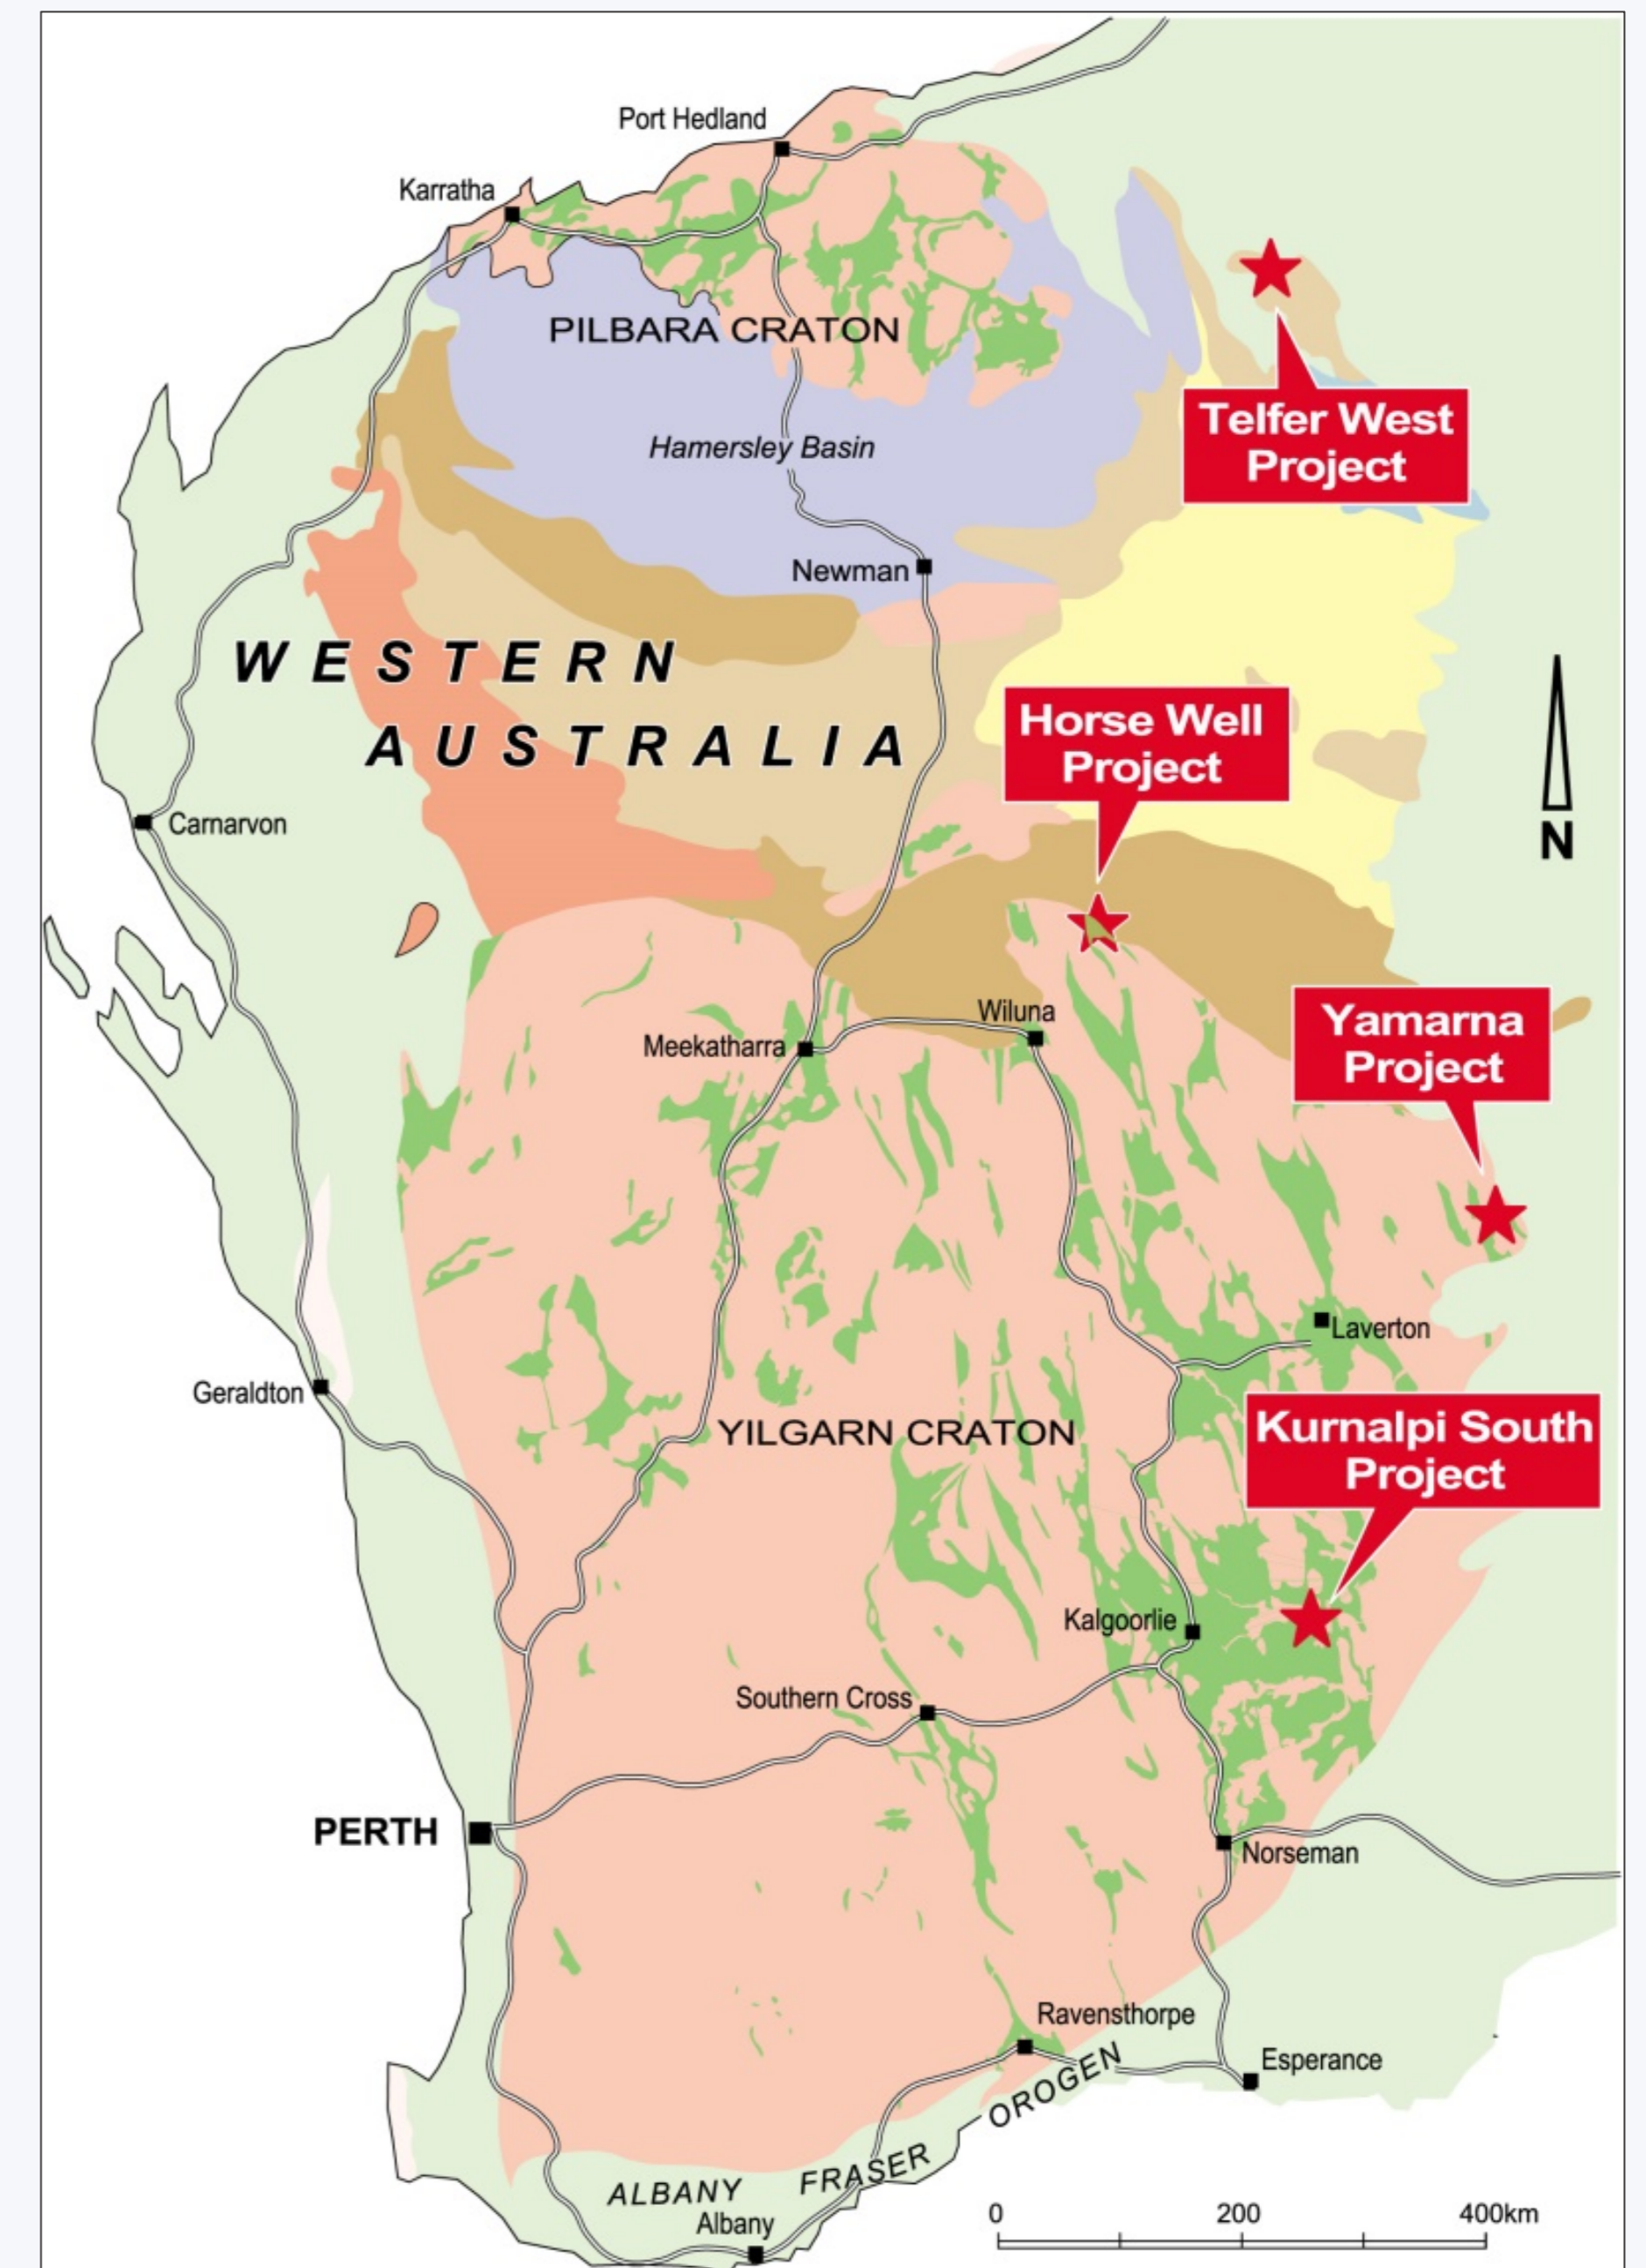 Port Hedland
Karratha
PILBARA CRATON
Telfer West
Project
Hamersley Basin
Newman
WESTERN
AUSTRALIA
Horse Well
Project
N
Carnarvon
Wiluna
Meekatharra
Yamarna
Project
Laverton
Geraldton
YILGARN CRATON
Kurnalpi South
Project
Kalgoorlie
Southern Cross
PERTH
Norseman
Ravensthorpe
Esperance
ALBANY FRASER OROGEN
Albany
0 200 400km